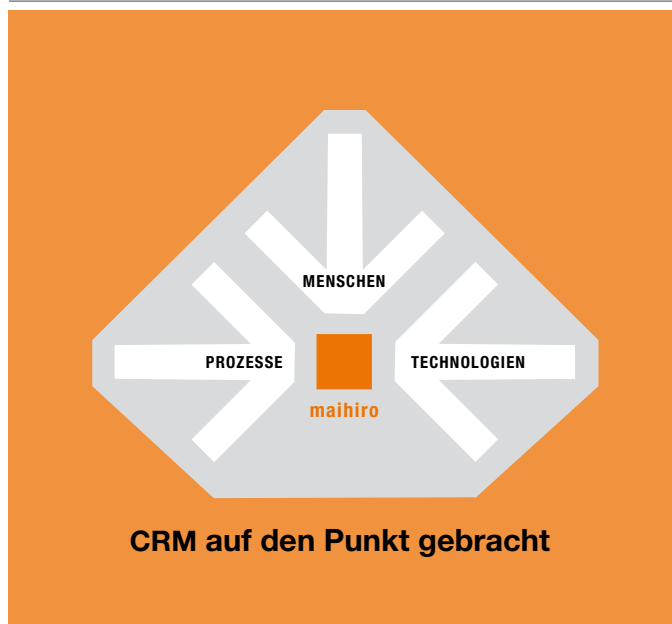 MENSCHEN
PROZESSE
TECHNOLOGIEN
maihiro
CRM auf den Punkt gebracht